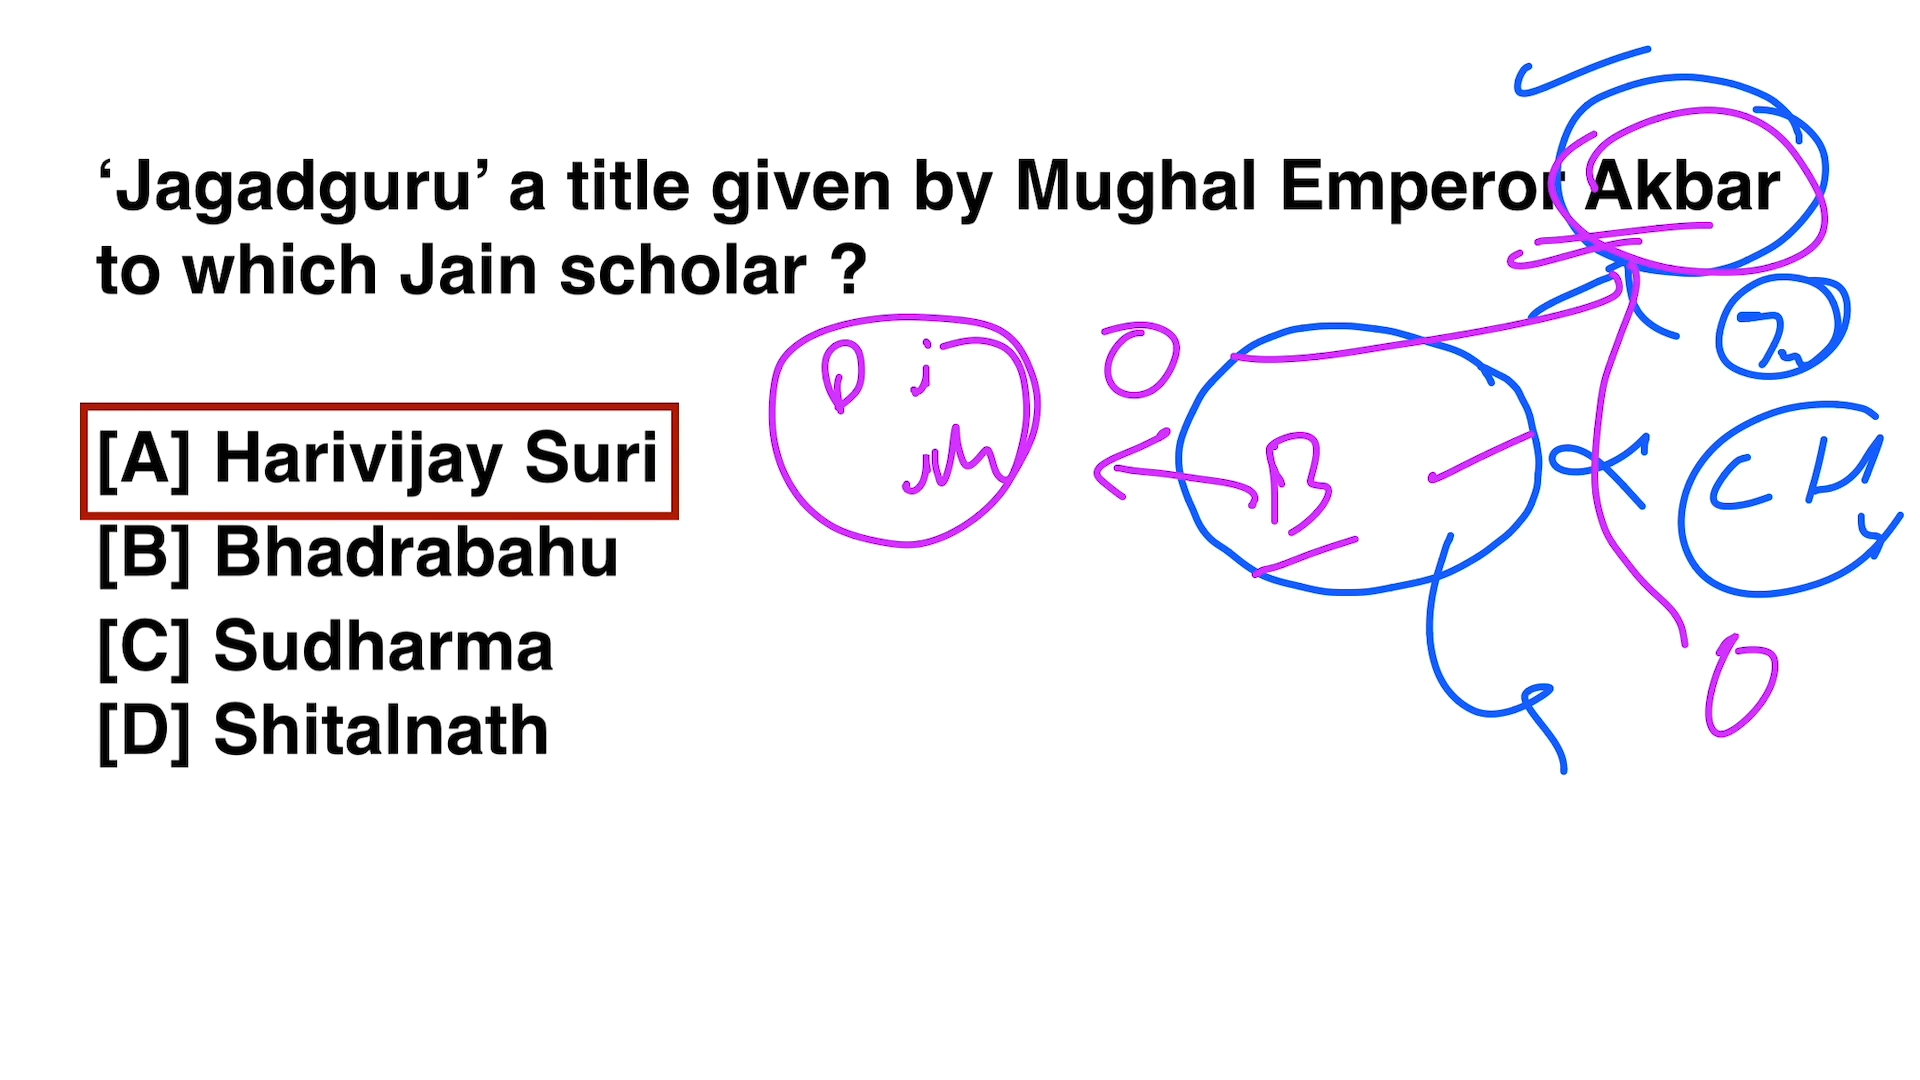 ‘Jagadguru’ a title given by Mughal Emperor Akbar
to which Jain scholar ?
[A] Harivijay Suri
[B] Bhadrabahu
[C] Sudharma
[D] Shitalnath
B